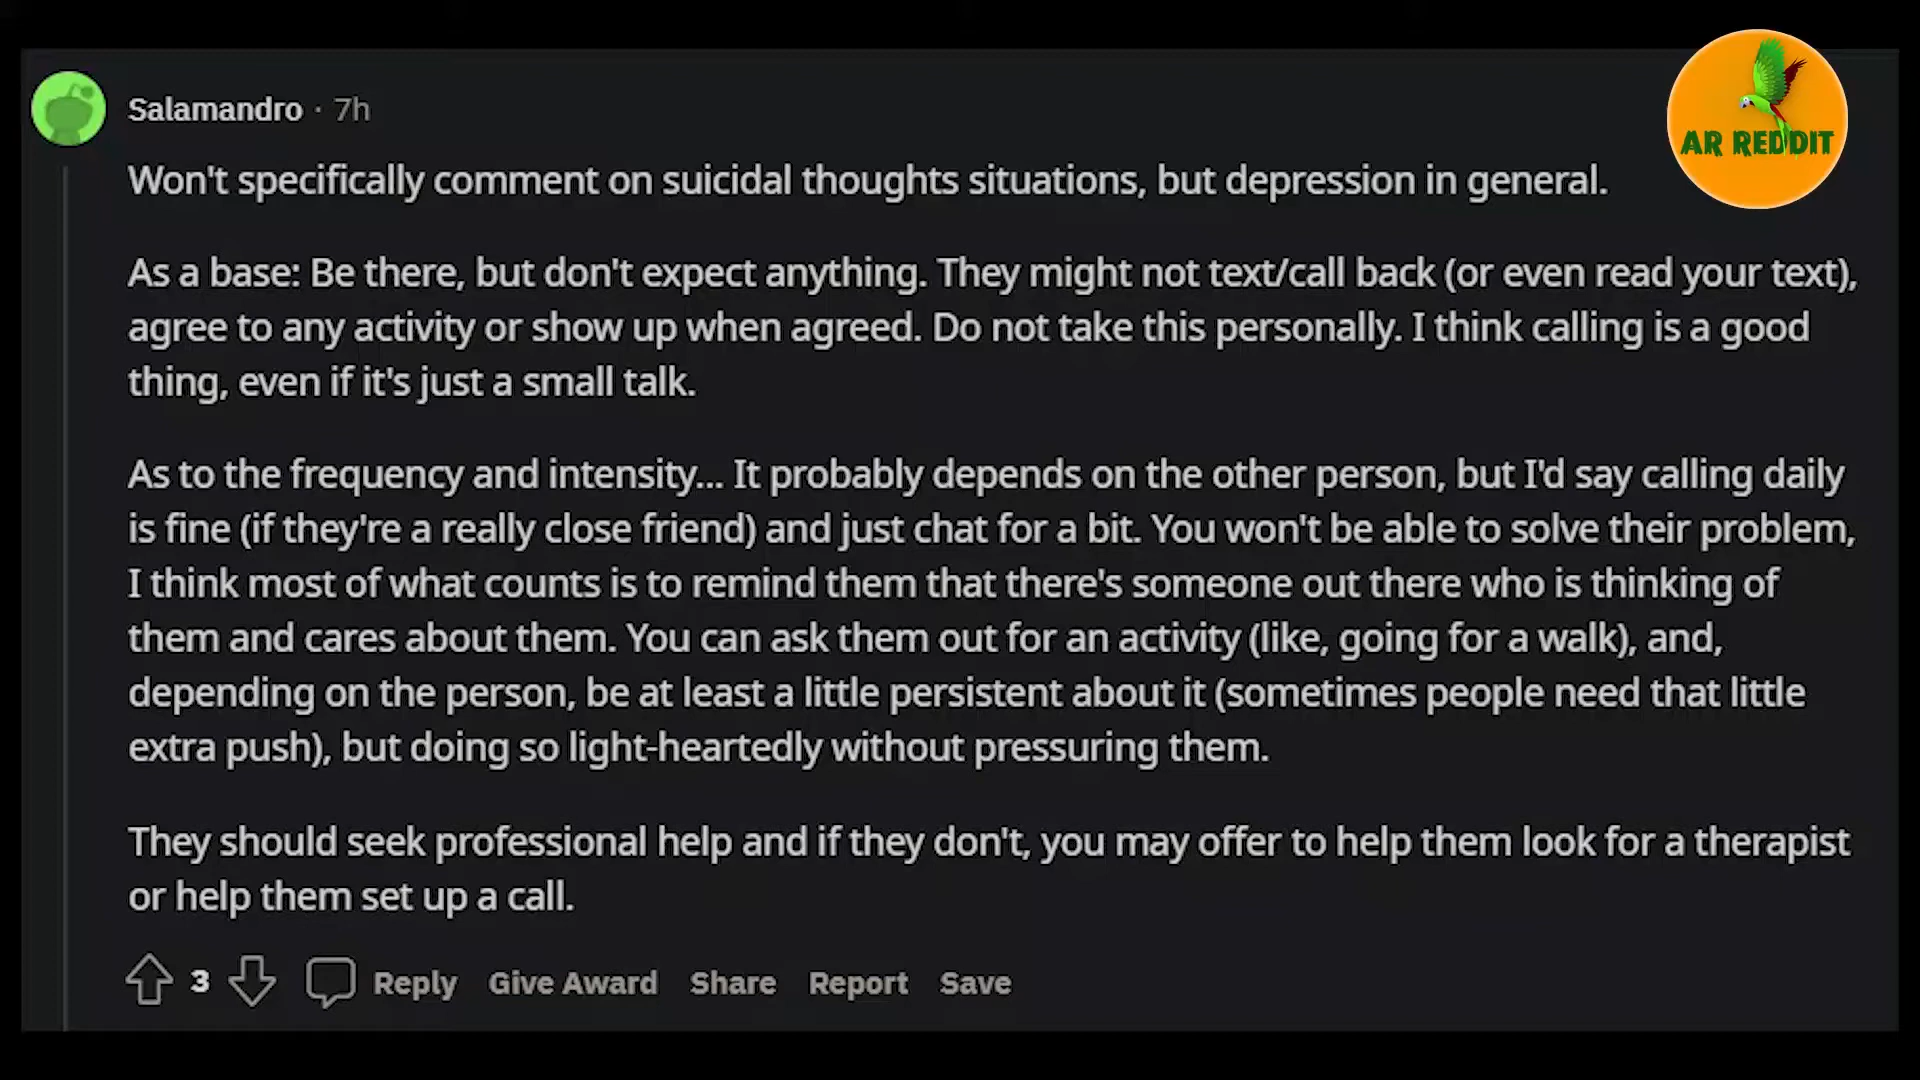 Salamandro · 7h
AR REDDIT
Won't specifically comment on suicidal thoughts situations, but depression in general.
As a base: Be there, but don't expect anything. They might not text/call back (or even read your text),
agree to any activity or show up when agreed. Do not take this personally. I think calling is a good
thing, even if it's just a small talk.
As to the frequency and intensity... It probably depends on the other person, but I'd say calling daily
is fine (if they're a really close friend) and just chat for a bit. You won't be able to solve their problem,
I think most of what counts is to remind them that there's someone out there who is thinking of
them and cares about them. You can ask them out for an activity (like, going for a walk), and,
depending on the person, be at least a little persistent about it (sometimes people need that little
extra push), but doing so light-heartedly without pressuring them.
They should seek professional help and if they don't, you may offer to help them look for a therapist
or help them set up a call.
3 Reply Give Award Share Report Save